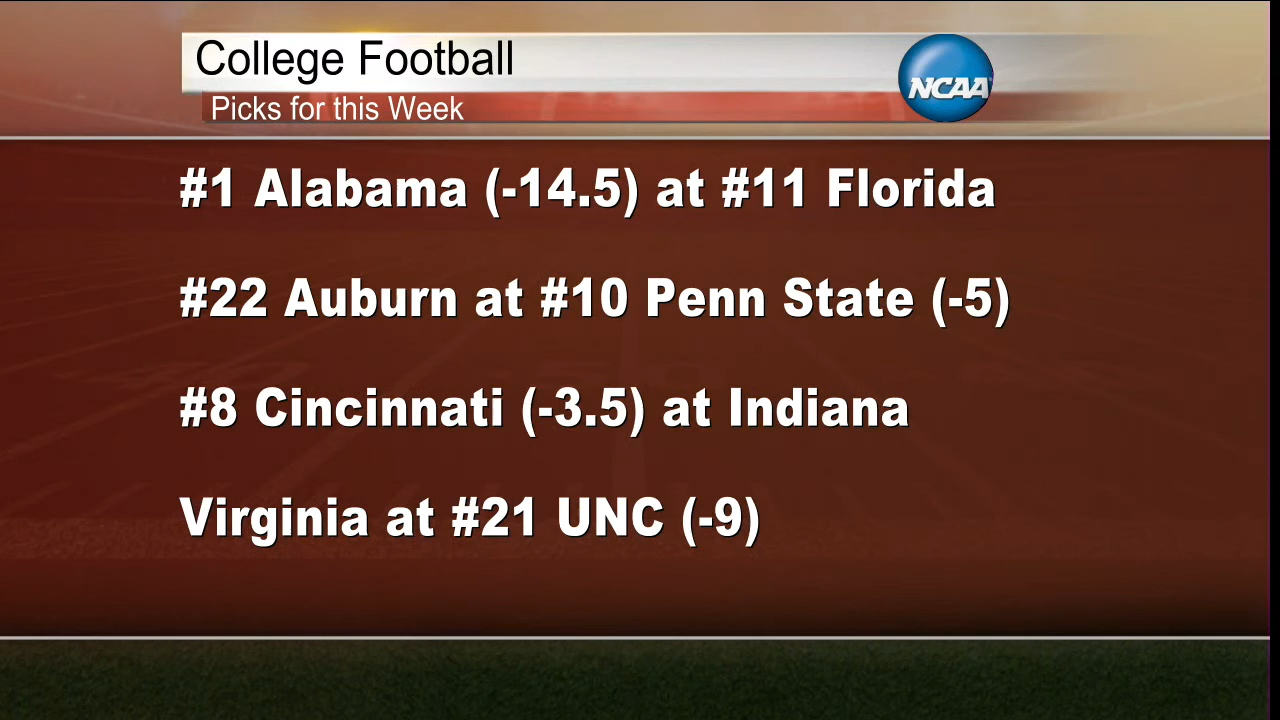 College Football
NCAA
Picks for this Week
#1 Alabama (-14.5) at #11 Florida
#22 Auburn at #10 Penn State (-5)
#8 Cincinnati (-3.5) at Indiana
Virginia at #21 UNC (-9)